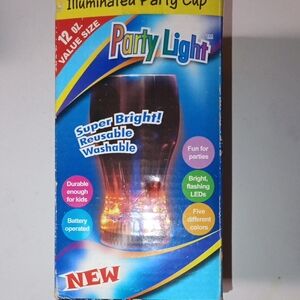 Illuminated Party Cup
12 OZ.
VALUE SIZE
Party Light™
Super Bright!
Reusable
Washable
Fun for
parties
Durable
enough
for kids
Bright,
flashing
LEDs
Battery
operated
Five
different
colors
NEW